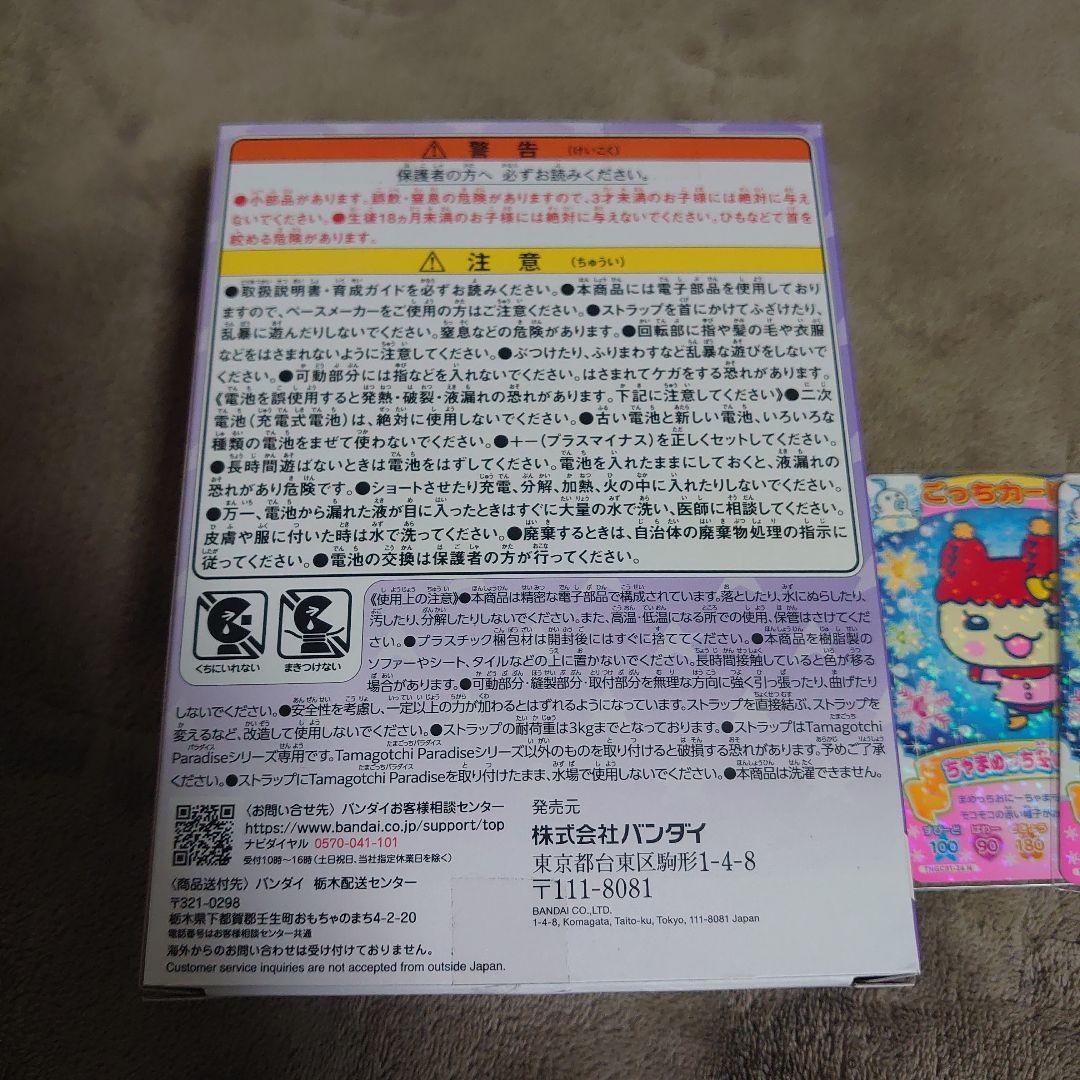 ⚠ 警告 (けいこく)
保護者の方へ 必ずお読みください。
●小部品があります。誤飲・窒息の危険がありますので、3才未満のお子様には絶対に与え
ないでください。●生後18ヵ月未満のお子様には絶対に与えないでください。ひもなどで首を
絞める危険があります。
⚠ 注意 (ちゅうい)
●取扱説明書・育成ガイドを必ずお読みください。●本商品には電子部品を使用しており
ますので、ペースメーカーをご使用の方はご注意ください。●ストラップを首にかけてふざけたり、
乱暴に遊んだりしないでください。窒息などの危険があります。●回転部に指や髪の毛や衣服
などをはさまれないように注意してください。●ぶつけたり、ふりまわすなど乱暴な遊びをしないで
ください。●可動部分には指などを入れないでください。はさまれてケガをする恐れがあります。
《電池を誤使用すると発熱・破裂・液漏れの恐れがあります。下記に注意してください》●二次
電池(充電式電池)は、絶対に使用しないでください。●古い電池と新しい電池、いろいろな
種類の電池をまぜて使わないでください。●+-(プラスマイナス)を正しくセットしてください。
●長時間遊ばないときは電池をはずしてください。電池を入れたままにしておくと、液漏れの
恐れがあり危険です。●ショートさせたり充電、分解、加熱、火の中に入れたりしないでください。
●万一、電池から漏れた液が目に入ったときはすぐに大量の水で洗い、医師に相談してください。
皮膚や服に付いた時は水で洗ってください。●廃棄するときは、自治体の廃棄物処理の指示に
従ってください。●電池の交換は保護者の方が行ってください。
くちにいれない
まきつけない
《使用上の注意》●本商品は精密な電子部品で構成されています。落としたり、水にぬらしたり、
汚したり、分解したりしないでください。また、高温・低温になる所での使用、保管はさけてくださ
い。●プラスチック梱包材は開封後にはすぐに捨ててください。●本商品を樹脂製の
ソファーやシート、タイルなどの上に置かないでください。長時間接触していると色が移る
場合があります。●可動部分・縫製部分・取付部分を無理な方向に強く引っ張ったり、曲げたり
しないでください。●安全性を考慮し、一定以上の力が加わるとはずれるようになっています。ストラップを直接結ぶ、ストラップを
変えるなど、改造して使用しないでください。●ストラップの耐荷重は3kgまでとなっております。●ストラップはTamagotchi
Paradiseシリーズ専用です。Tamagotchi Paradiseシリーズ以外のものを取り付けると破損する恐れがあります。予めご了承
ください。●ストラップにTamagotchi Paradiseを取り付けたまま、水場で使用しないでください。●本商品は洗濯できません。
〈お問い合せ先〉バンダイお客様相談センター
https://www.bandai.co.jp/support/top
ナビダイヤル 0570-041-101
受付10時〜16時(土日祝日、当社指定休業日を除く)
〈商品送付先〉バンダイ 栃木配送センター
〒321-0298
栃木県下都賀郡壬生町おもちゃのまち4-2-20
電話番号はお客様相談センター共通
海外からのお問い合わせは受け付けておりません。
Customer service inquiries are not accepted from outside Japan.
発売元
株式会社バンダイ
東京都台東区駒形1-4-8
〒111-8081
BANDAI CO.,LTD.
1-4-8, Komagata, Taito-ku, Tokyo, 111-8081 Japan
ごっちカード
100 90 180